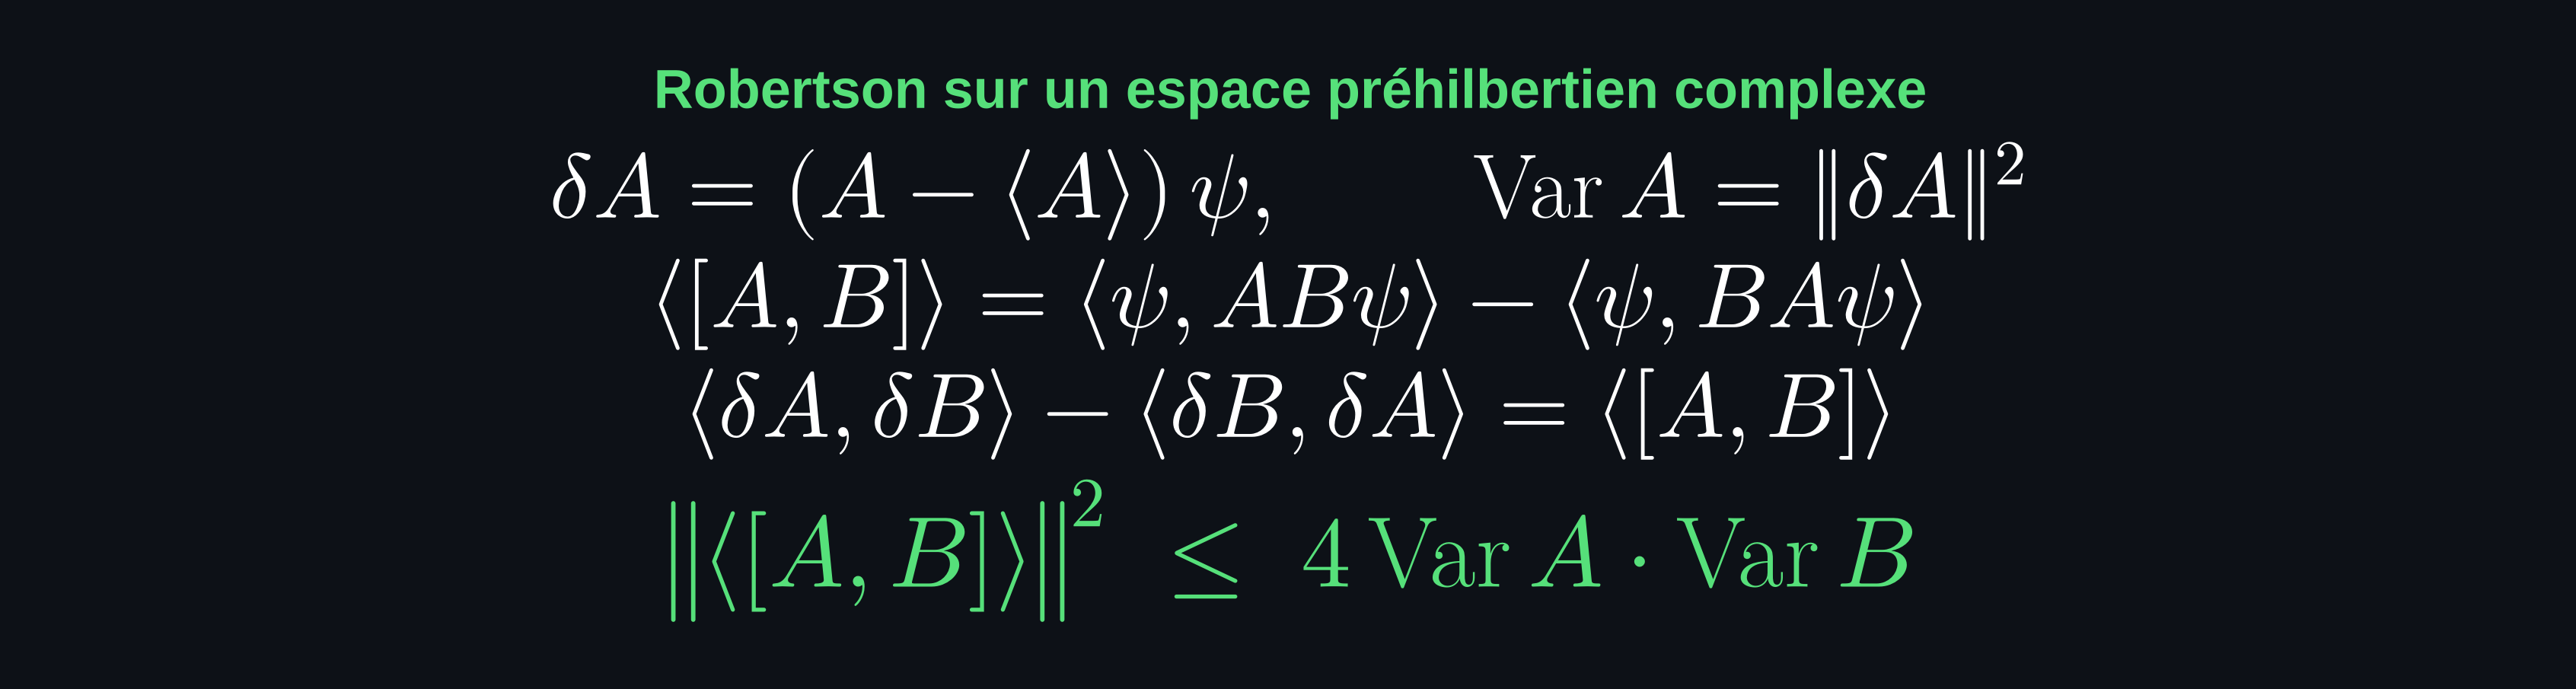 Robertson sur un espace préhilbertien complexe
δA = (A − ⟨A⟩) ψ, Var A = ‖δA‖²
⟨[A, B]⟩ = ⟨ψ, ABψ⟩ − ⟨ψ, BAψ⟩
⟨δA, δB⟩ − ⟨δB, δA⟩ = ⟨[A, B]⟩
‖⟨[A, B]⟩‖² ≤ 4 Var A · Var B